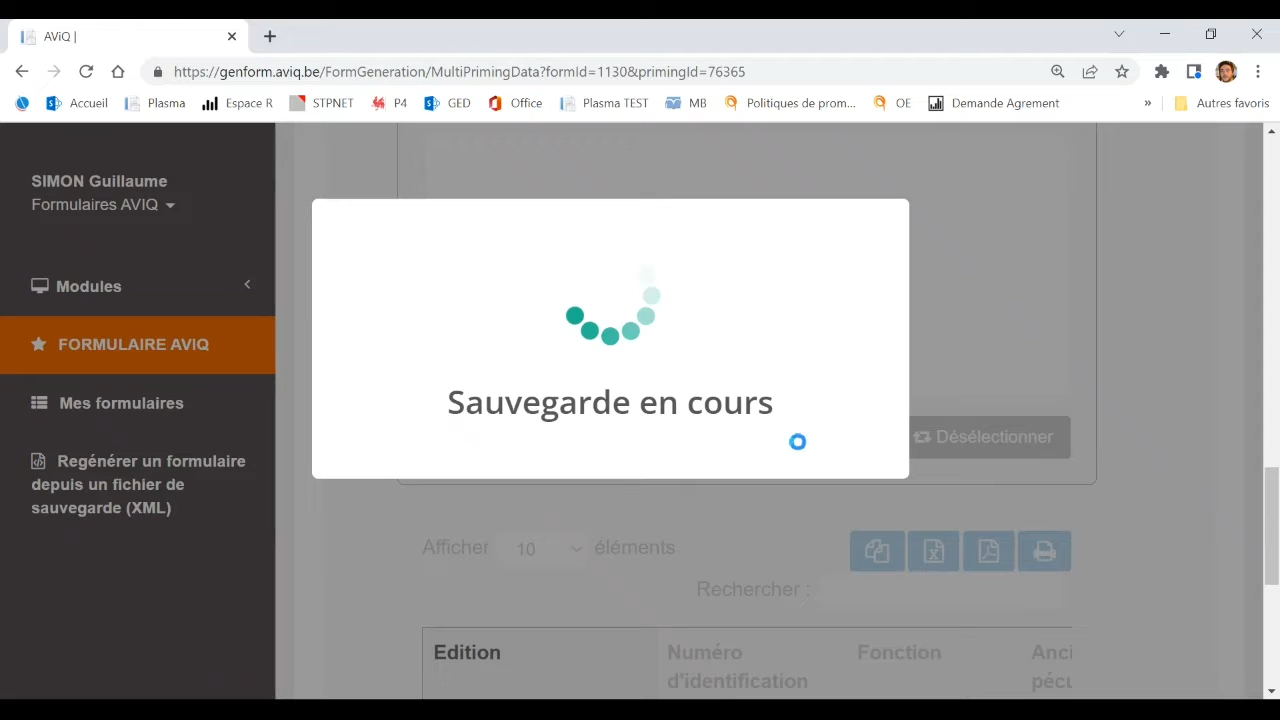 AViQ |
https://genform.aviq.be/FormGeneration/MultiPrimingData?formId=1130&primingId=76365
Accueil Plasma Espace R STPNET P4 GED Office Plasma TEST MB Politiques de prom... OE Demande Agrement » Autres favoris
SIMON Guillaume
Formulaires AVIQ
Modules
FORMULAIRE AVIQ
Mes formulaires
Regénérer un formulaire
depuis un fichier de
sauvegarde (XML)
Sauvegarde en cours
Désélectionner
Afficher 10 éléments
Rechercher :
Edition Numéro Fonction Anci
d'identification pécu